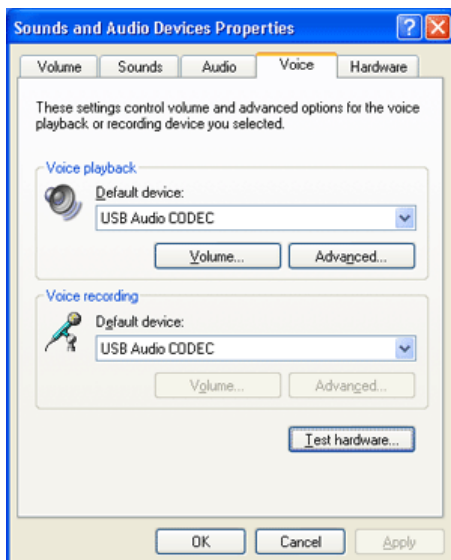 Sounds and Audio Devices Properties
Volume
Sounds
Audio
Voice
Hardware
These settings control volume and advanced options for the voice
playback or recording device you selected.
Voice playback
Default device:
USB Audio CODEC
Volume...
Advanced...
Voice recording
Default device:
USB Audio CODEC
Volume...
Advanced...
Test hardware...
OK
Cancel
Apply